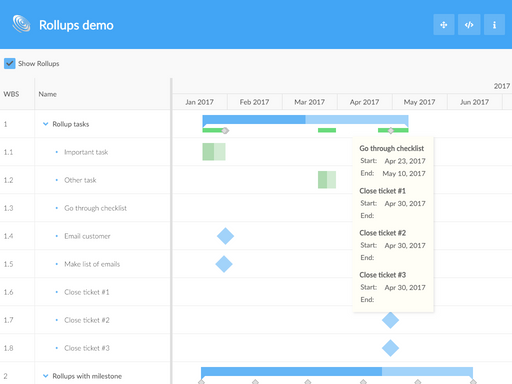 Rollups demo
Show Rollups
WBS Name
2017
Jan 2017 Feb 2017 Mar 2017 Apr 2017 May 2017 Jun 2017
1 Rollup tasks
1.1 Important task
1.2 Other task
1.3 Go through checklist
1.4 Email customer
1.5 Make list of emails
1.6 Close ticket #1
1.7 Close ticket #2
1.8 Close ticket #3
2 Rollups with milestone
Go through checklist
Start: Apr 23, 2017
End: May 10, 2017
Close ticket #1
Start: Apr 30, 2017
End:
Close ticket #2
Start: Apr 30, 2017
End:
Close ticket #3
Start: Apr 30, 2017
End: